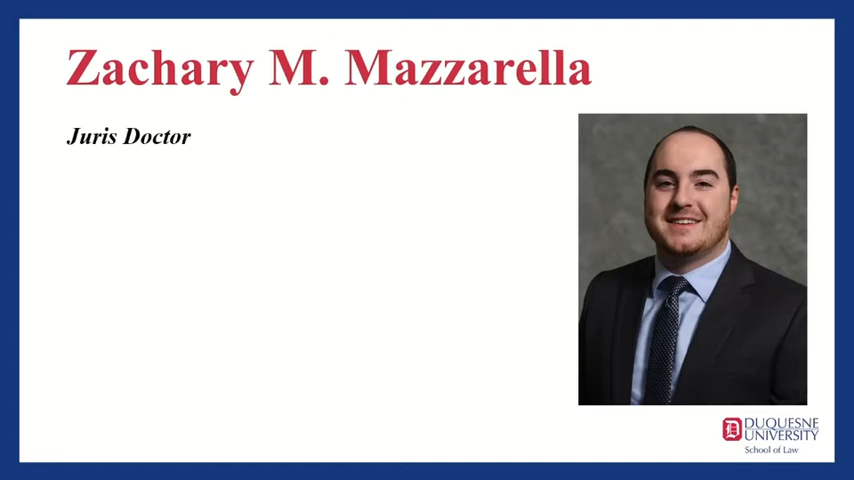 Zachary M. Mazzarella
Juris Doctor
D
DUQUESNE
UNIVERSITY
School of Law